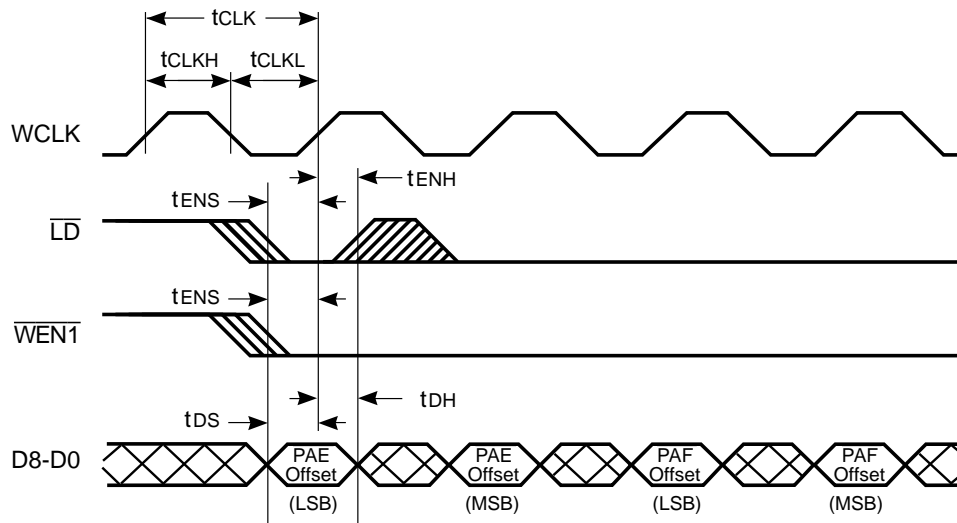 tCLK
tCLKH tCLKL
WCLK
tENH
tENS
LD
tENS
WEN1
tDH
tDS
D8-D0
PAE Offset (LSB)
PAE Offset (MSB)
PAF Offset (LSB)
PAF Offset (MSB)